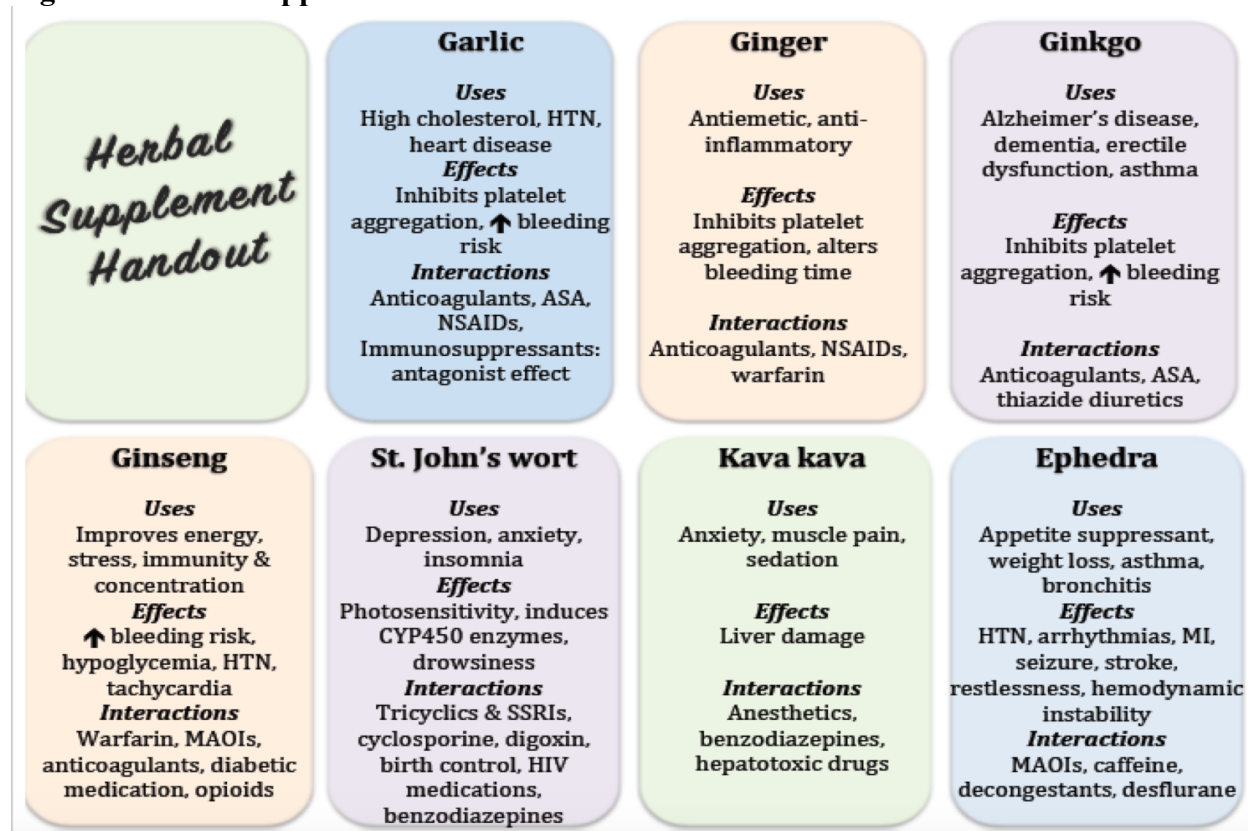 Herbal
Supplement
Handout
Garlic
Uses
High cholesterol, HTN,
heart disease
Effects
Inhibits platelet
aggregation, ↑ bleeding
risk
Interactions
Anticoagulants, ASA,
NSAIDs,
Immunosuppressants:
antagonist effect
Ginger
Uses
Antiemetic, anti-
inflammatory
Effects
Inhibits platelet
aggregation, alters
bleeding time
Interactions
Anticoagulants, NSAIDs,
warfarin
Ginkgo
Uses
Alzheimer's disease,
dementia, erectile
dysfunction, asthma
Effects
Inhibits platelet
aggregation, ↑ bleeding
risk
Interactions
Anticoagulants, ASA,
thiazide diuretics
Ginseng
Uses
Improves energy,
stress, immunity &
concentration
Effects
↑ bleeding risk,
hypoglycemia, HTN,
tachycardia
Interactions
Warfarin, MAOIs,
anticoagulants, diabetic
medication, opioids
St. John's wort
Uses
Depression, anxiety,
insomnia
Effects
Photosensitivity, induces
CYP450 enzymes,
drowsiness
Interactions
Tricyclics & SSRIs,
cyclosporine, digoxin,
birth control, HIV
medications,
benzodiazepines
Kava kava
Uses
Anxiety, muscle pain,
sedation
Effects
Liver damage
Interactions
Anesthetics,
benzodiazepines,
hepatotoxic drugs
Ephedra
Uses
Appetite suppressant,
weight loss, asthma,
bronchitis
Effects
HTN, arrhythmias, MI,
seizure, stroke,
restlessness, hemodynamic
instability
Interactions
MAOIs, caffeine,
decongestants, desflurane